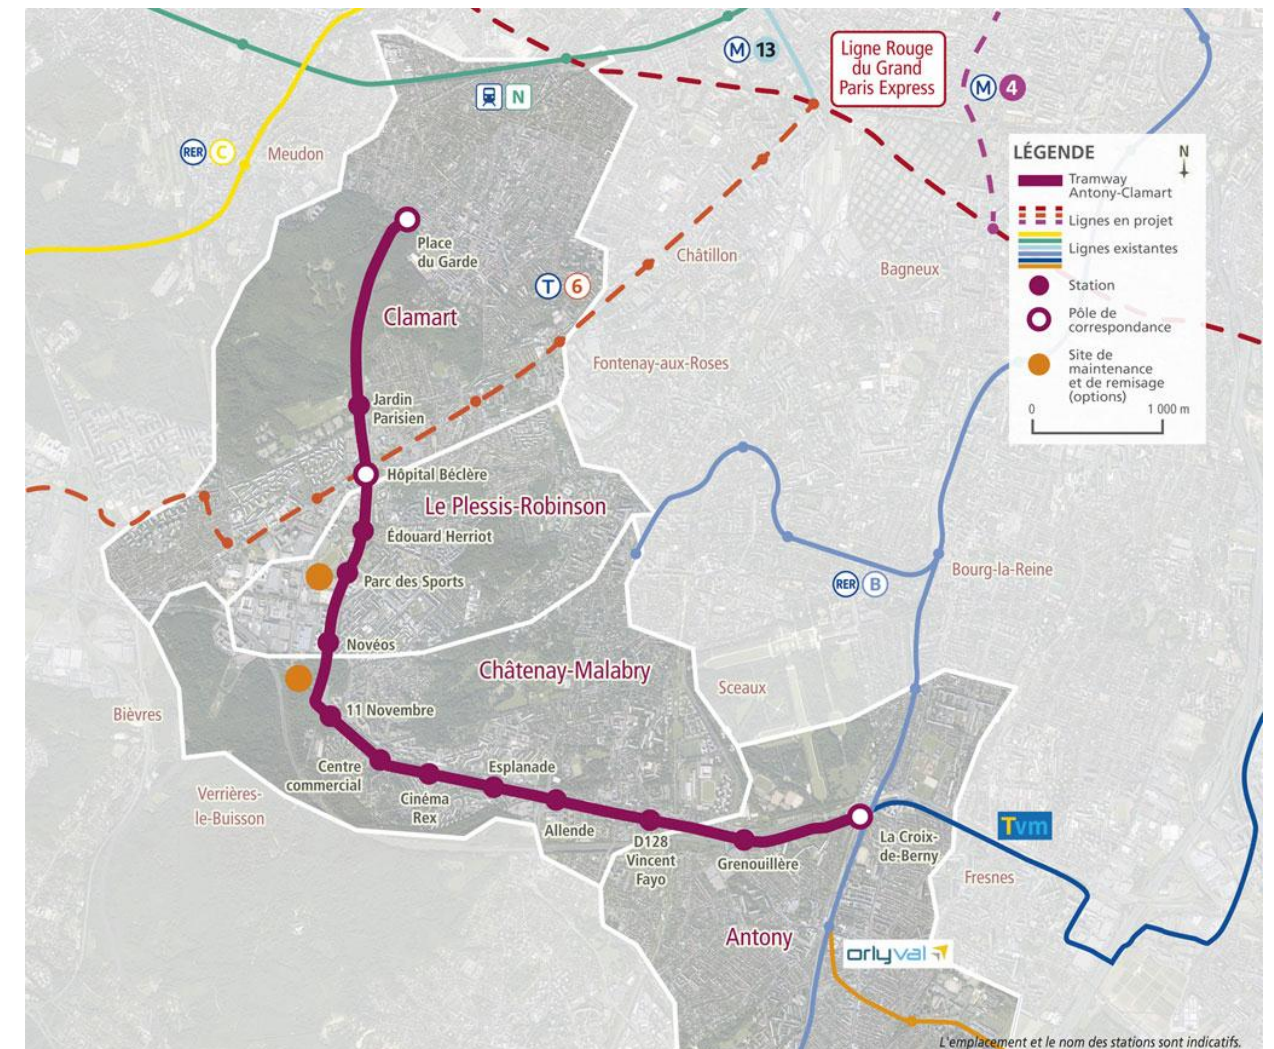 M 13
Ligne Rouge
du Grand
Paris Express
M 4
N
RER C
Meudon
LÉGENDE
N
Tramway
Antony-Clamart
Lignes en projet
Lignes existantes
Station
Pôle de
correspondance
Site de
maintenance
et de remisage
(options)
0 1 000 m
Place
du Garde
Châtillon
Bagneux
T 6
Clamart
Fontenay-aux-Roses
Jardin
Parisien
Hôpital Béclère
Le Plessis-Robinson
Édouard Herriot
Parc des Sports
RER B
Bourg-la-Reine
Novéos
Châtenay-Malabry
Sceaux
Bièvres
11 Novembre
Centre
commercial
Esplanade
Verrières-
le-Buisson
Cinéma
Rex
Allende
D128
Vincent
Fayo
Grenouillère
La Croix-
de-Berny
Tvm
Fresnes
Antony
orlyval
L'emplacement et le nom des stations sont indicatifs.